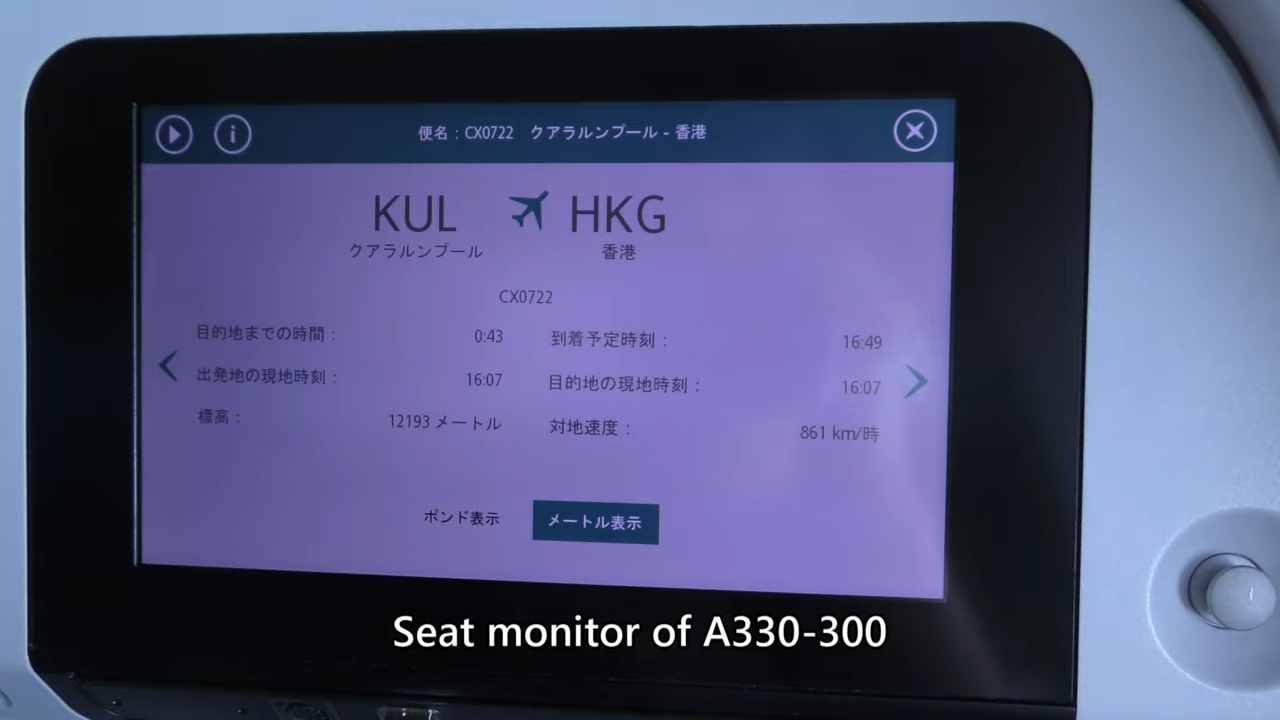 便名：CX0722　クアラルンプール - 香港
KUL HKG
クアラルンプール 香港
CX0722
目的地までの時間： 0:43 到着予定時刻： 16:49
出発地の現地時刻： 16:07 目的地の現地時刻： 16:07
標高： 12193 メートル 対地速度： 861 km/時
ポンド表示 メートル表示
Seat monitor of A330-300